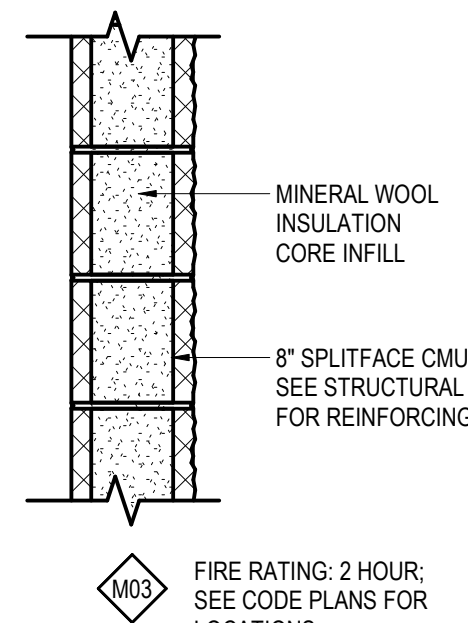 MINERAL WOOL
INSULATION
CORE INFILL
8" SPLITFACE CMU
SEE STRUCTURAL
FOR REINFORCING
M03
FIRE RATING: 2 HOUR;
SEE CODE PLANS FOR
LOCATIONS